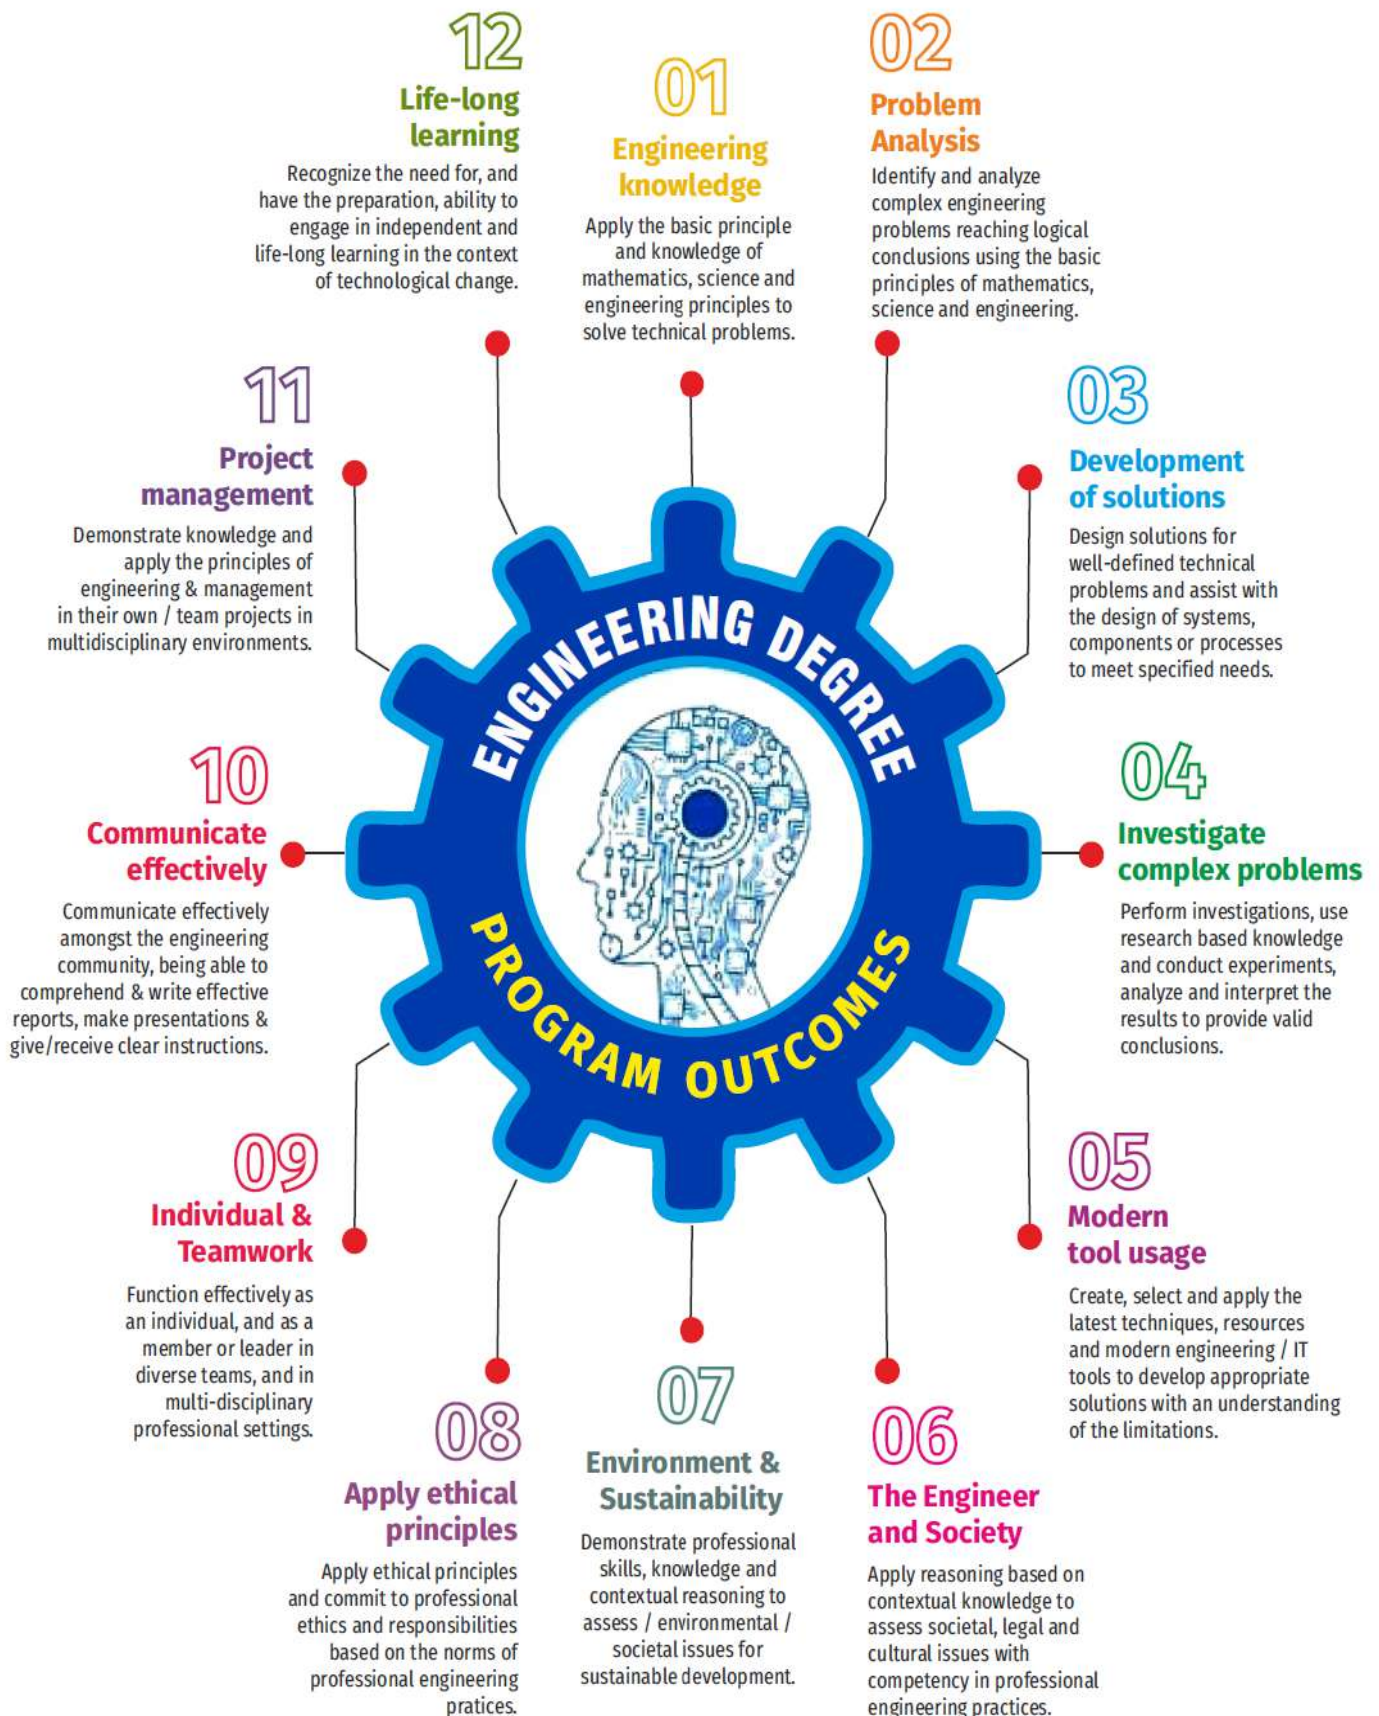 12
Life-long
learning
Recognize the need for, and
have the preparation, ability to
engage in independent and
life-long learning in the context
of technological change.
01
Engineering
knowledge
Apply the basic principle
and knowledge of
mathematics, science and
engineering principles to
solve technical problems.
02
Problem
Analysis
Identify and analyze
complex engineering
problems reaching logical
conclusions using the basic
principles of mathematics,
science and engineering.
11
Project
management
Demonstrate knowledge and
apply the principles of
engineering & management
in their own / team projects in
multidisciplinary environments.
03
Development
of solutions
Design solutions for
well-defined technical
problems and assist with
the design of systems,
components or processes
to meet specified needs.
ENGINEERING DEGREE
PROGRAM OUTCOMES
10
Communicate
effectively
Communicate effectively
amongst the engineering
community, being able to
comprehend & write effective
reports, make presentations &
give/receive clear instructions.
04
Investigate
complex problems
Perform investigations, use
research based knowledge
and conduct experiments,
analyze and interpret the
results to provide valid
conclusions.
09
Individual &
Teamwork
Function effectively as
an individual, and as a
member or leader in
diverse teams, and in
multi-disciplinary
professional settings.
05
Modern
tool usage
Create, select and apply the
latest techniques, resources
and modern engineering / IT
tools to develop appropriate
solutions with an understanding
of the limitations.
08
Apply ethical
principles
Apply ethical principles
and commit to professional
ethics and responsibilities
based on the norms of
professional engineering
pratices.
07
Environment &
Sustainability
Demonstrate professional
skills, knowledge and
contextual reasoning to
assess / environmental /
societal issues for
sustainable development.
06
The Engineer
and Society
Apply reasoning based on
contextual knowledge to
assess societal, legal and
cultural issues with
competency in professional
engineering practices.